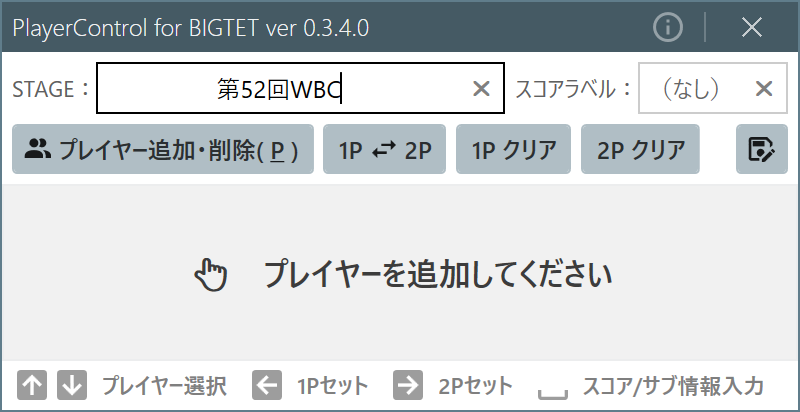 PlayerControl for BIGTET ver 0.3.4.0
STAGE： 第52回WBC スコアラベル： （なし）
プレイヤー追加・削除( P ) 1P ⇄ 2P 1P クリア 2P クリア
プレイヤーを追加してください
↑ ↓ プレイヤー選択 ← 1Pセット → 2Pセット スコア/サブ情報入力